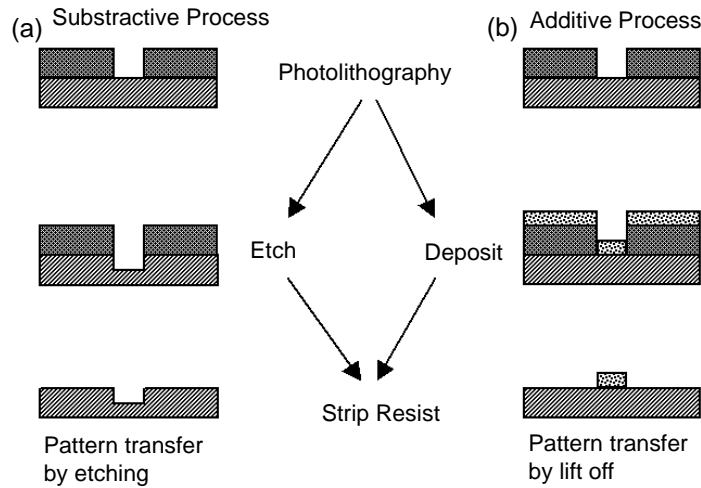 (a) Substractive Process
(b) Additive Process
Photolithography
Etch
Deposit
Strip Resist
Pattern transfer
by etching
Pattern transfer
by lift off